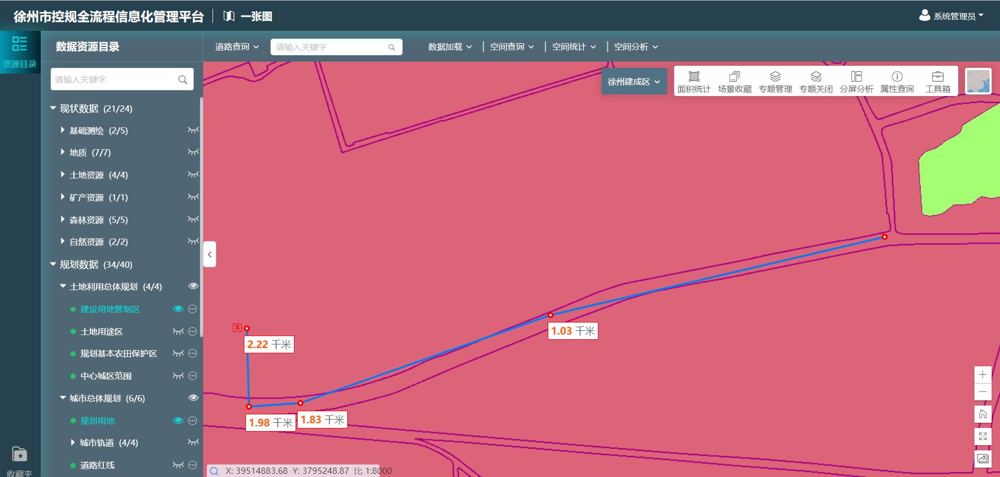 徐州市控规全流程信息化管理平台
一张图
系统管理员
资源目录
数据资源目录
道路查询
请输入关键字
数据加载
空间查询
空间统计
空间分析
请输入关键字
徐州建成区
面积统计
场景收藏
专题管理
专题关闭
分屏分析
属性查询
工具箱
现状数据 (21/24)
基础测绘 (2/5)
地质 (7/7)
土地资源 (4/4)
矿产资源 (1/1)
森林资源 (5/5)
自然资源 (2/2)
规划数据 (34/40)
土地利用总体规划 (4/4)
建设用地管制区
土地用途区
规划基本农田保护区
中心城区范围
城市总体规划 (6/6)
规划用地
城市轨道 (4/4)
道路红线
收藏夹
X
2.22 千米
1.03 千米
1.98 千米
1.83 千米
X: 39514883.68 Y: 3795248.87 比 1:8000